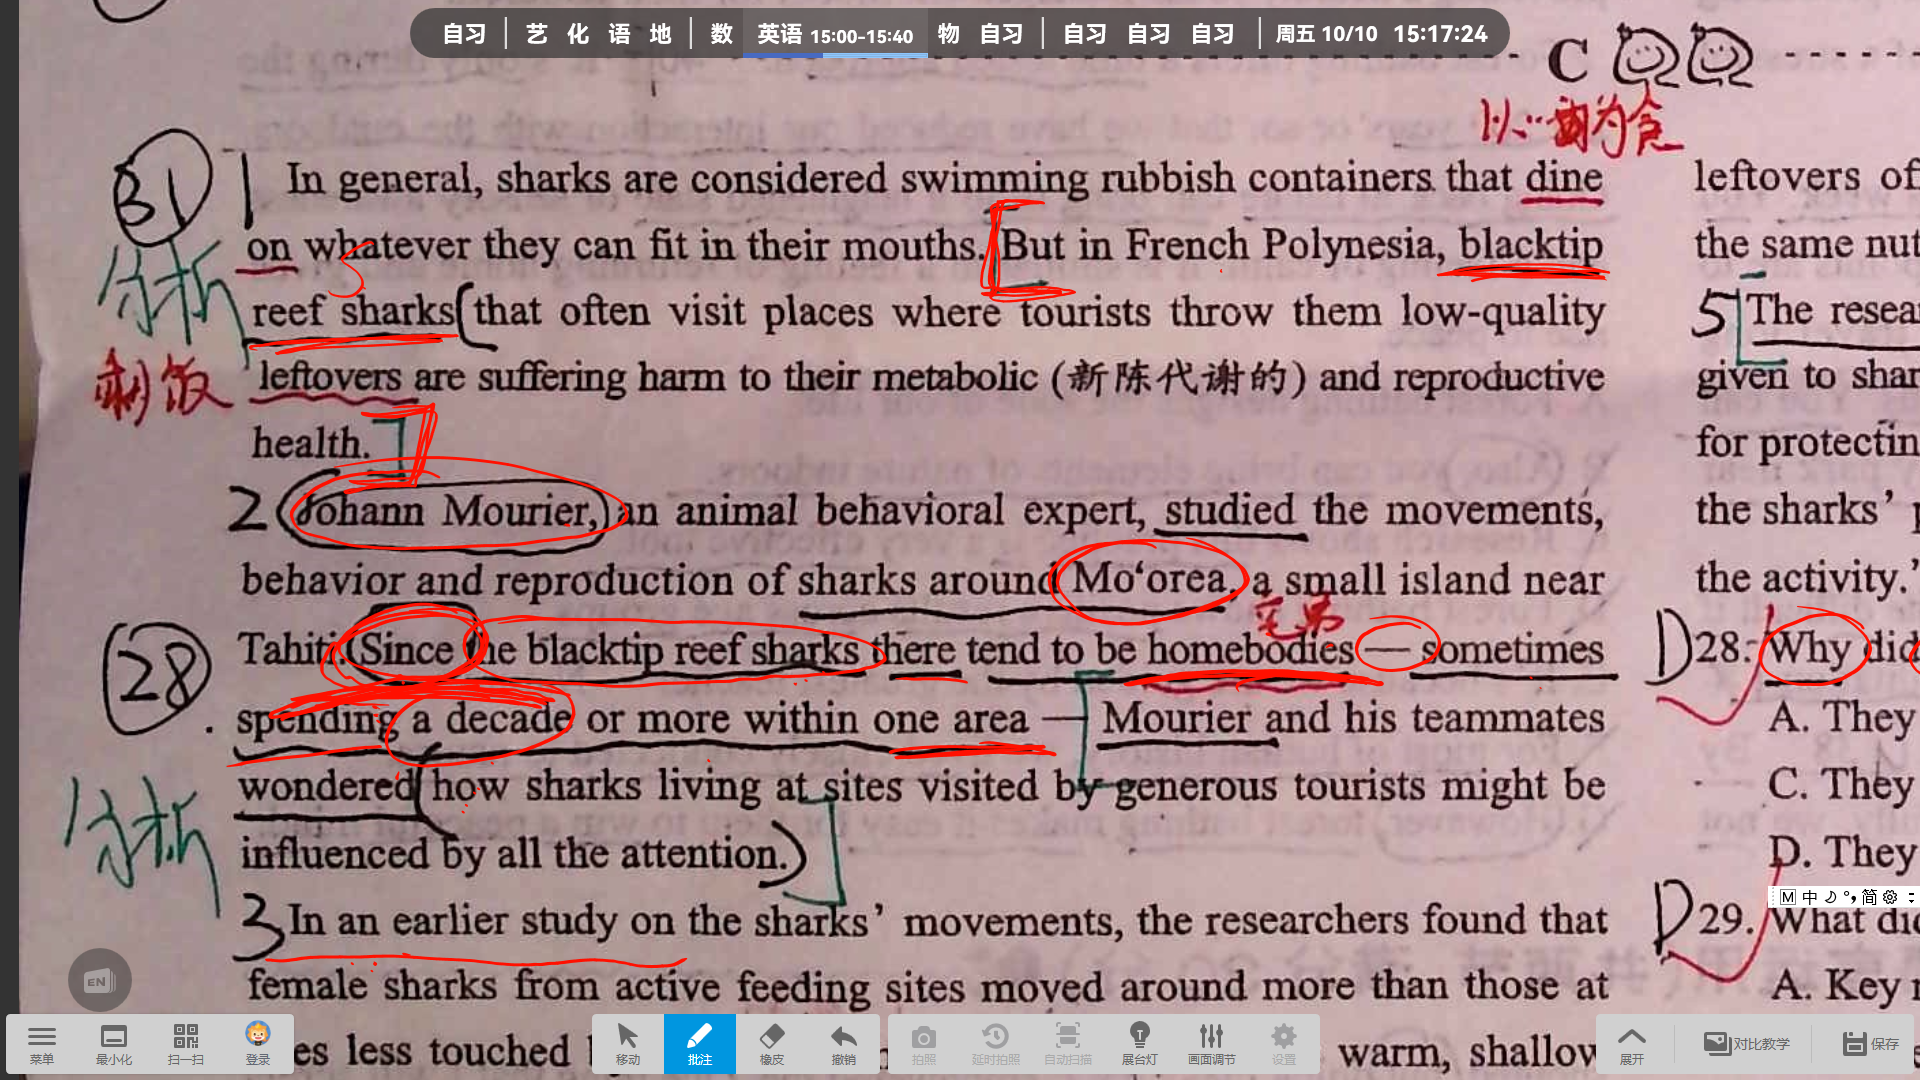 自习 | 艺 化 语 地 | 数 英语 15:00-15:40 物 自习 | 自习 自习 自习 | 周五 10/10 15:17:24
C
以…为食
31 1 In general, sharks are considered swimming rubbish containers that dine
on whatever they can fit in their mouths. But in French Polynesia, blacktip
分析
reef sharks (that often visit places where tourists throw them low-quality
剩饭
leftovers are suffering harm to their metabolic (新陈代谢的) and reproductive
health.
2 Johann Mourier, an animal behavioral expert, studied the movements,
behavior and reproduction of sharks around Mo‘orea, a small island near
宅男
28 Tahiti. Since the blacktip reef sharks there tend to be homebodies — sometimes
spending a decade or more within one area — Mourier and his teammates
wondered (how sharks living at sites visited by generous tourists might be
分析
influenced by all the attention.)
3 In an earlier study on the sharks’ movements, the researchers found that
female sharks from active feeding sites moved around more than those at
es less touched
warm, shallow
leftovers of
the same nut
5 The resear
given to shar
for protectin
the sharks’ p
the activity.’
D 28. Why did
A. They
C. They
D. They
M 中 简
D 29. What did
A. Key
EN
菜单 最小化 扫一扫 登录 移动 批注 橡皮 撤销 拍照 延时拍照 自动扫描 展台灯 画面调节 设置 展开 对比教学 保存